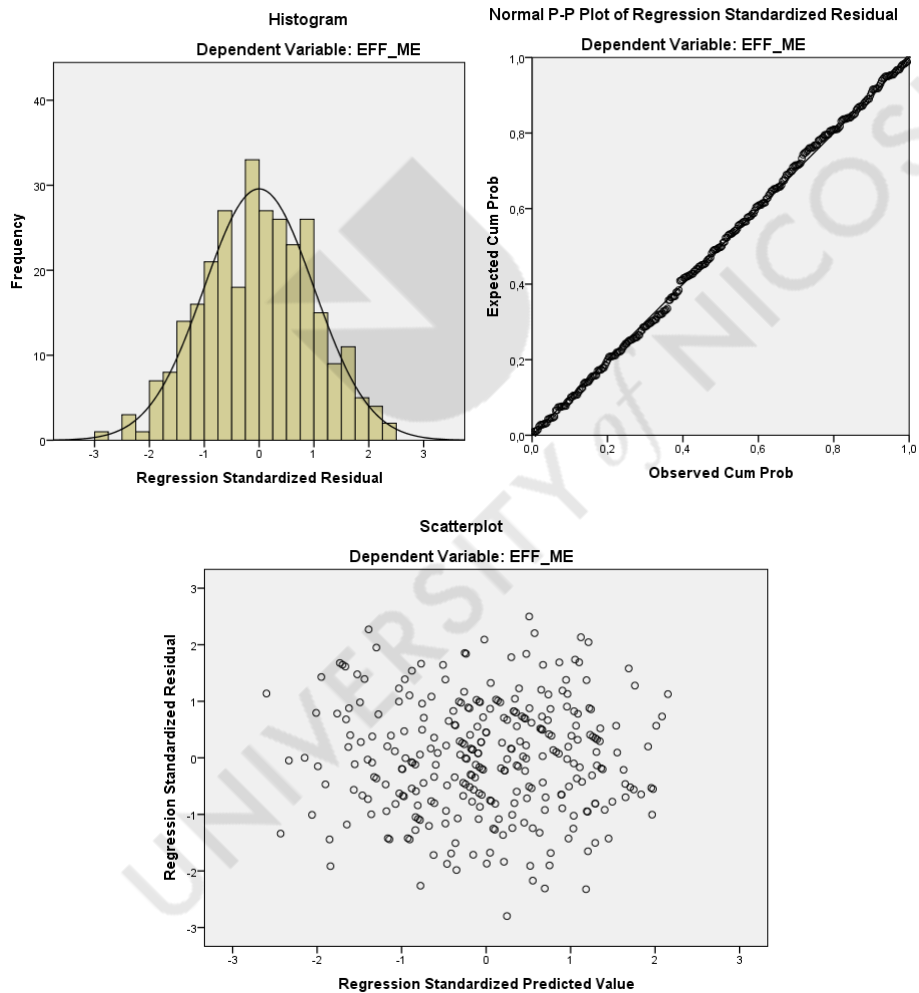 Histogram
Dependent Variable: EFF_ME
Frequency
40
30
20
10
0
-3 -2 -1 0 1 2 3
Regression Standardized Residual
Normal P-P Plot of Regression Standardized Residual
Dependent Variable: EFF_ME
Expected Cum Prob
1,0
0,8
0,6
0,4
0,2
0,0
0,0 0,2 0,4 0,6 0,8 1,0
Observed Cum Prob
Scatterplot
Dependent Variable: EFF_ME
Regression Standardized Residual
3
2
1
0
-1
-2
-3
-3 -2 -1 0 1 2 3
Regression Standardized Predicted Value
UNIVERSITY of NICOS